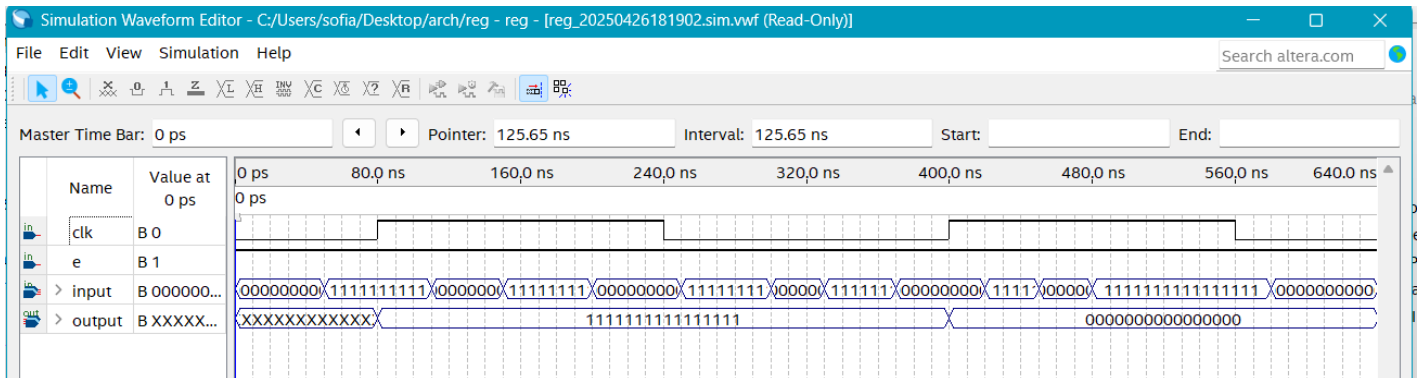 Simulation Waveform Editor - C:/Users/sofia/Desktop/arch/reg - reg - [reg_20250426181902.sim.vwf (Read-Only)]
File Edit View Simulation Help
Search altera.com
Master Time Bar: 0 ps
Pointer: 125.65 ns
Interval: 125.65 ns
Start:
End:
Name
Value at
0 ps
0 ps 80.0 ns 160.0 ns 240.0 ns 320.0 ns 400.0 ns 480.0 ns 560.0 ns 640.0 ns
0 ps
clk B 0
e B 1
input B 000000... 1111111111 11111111 1111111111111111 0000000000
output B XXXXX... 1111111111111111 0000000000000000